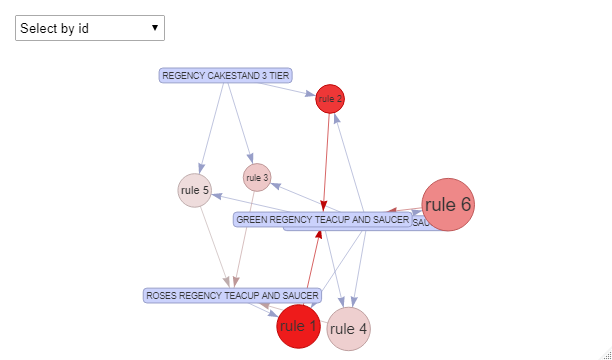 Select by id
REGENCY CAKESTAND 3 TIER
rule 2
rule 3
rule 5
rule 6
GREEN REGENCY TEACUP AND SAUCER
ROSES REGENCY TEACUP AND SAUCER
rule 1
rule 4